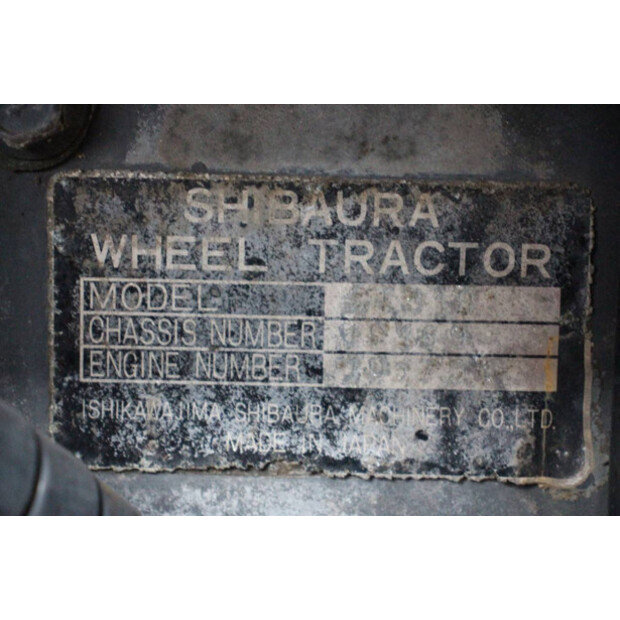 SHIBAURA
WHEEL TRACTOR
MODEL
CHASSIS NUMBER
ENGINE NUMBER
ISHIKAWAJIMA SHIBAURA MACHINERY CO.,LTD.
MADE IN JAPAN